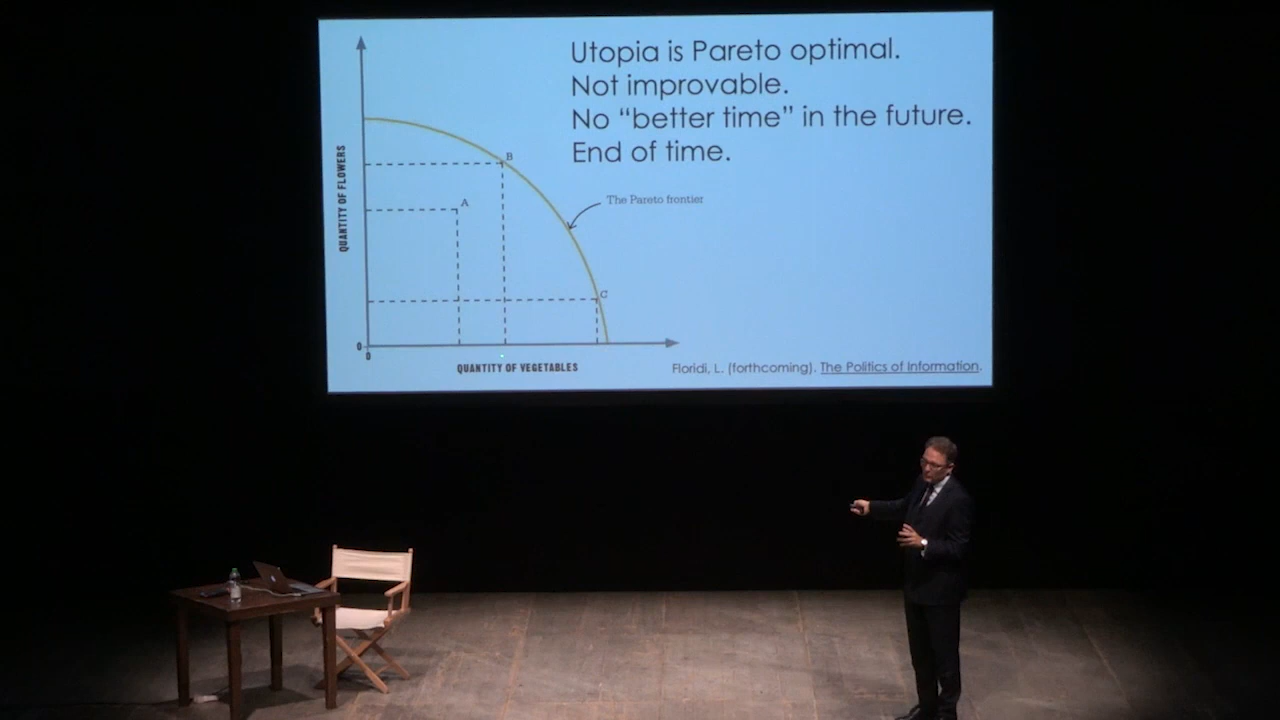 Utopia is Pareto optimal.
Not improvable.
No “better time” in the future.
End of time.
QUANTITY OF FLOWERS
B
A
The Pareto frontier
C
0
0
QUANTITY OF VEGETABLES
Floridi, L. (forthcoming). The Politics of Information.